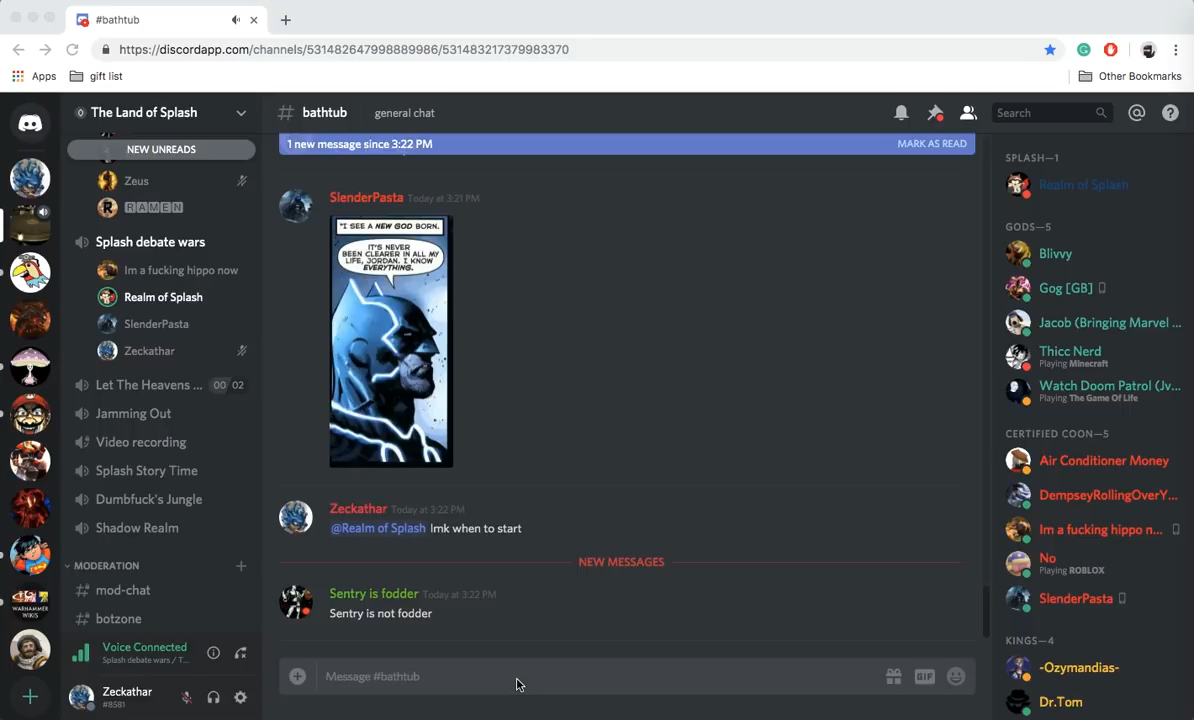 #bathtub
https://discordapp.com/channels/531482647998889986/531483217379983370
Apps
gift list
Other Bookmarks
The Land of Splash
NEW UNREADS
Zeus
🅁🄰🄼🄴🄽
Splash debate wars
Im a fucking hippo now
Realm of Splash
SlenderPasta
Zeckathar
Let The Heavens ... 00 02
Jamming Out
Video recording
Splash Story Time
Dumbfuck's Jungle
Shadow Realm
MODERATION
# mod-chat
# botzone
Voice Connected
Splash debate wars / T...
Zeckathar
#8581
# bathtub
general chat
Search
1 new message since 3:22 PM
MARK AS READ
SlenderPasta Today at 3:21 PM
"I SEE A NEW GOD BORN.
IT'S NEVER
BEEN CLEARER IN ALL MY
LIFE, JORDAN. I KNOW
EVERYTHING.
Zeckathar Today at 3:22 PM
@Realm of Splash lmk when to start
NEW MESSAGES
Sentry is fodder Today at 3:22 PM
Sentry is not fodder
Message #bathtub
GIF
SPLASH—1
Realm of Splash
GODS—5
Blivvy
Gog [GB]
Jacob (Bringing Marvel ...
Thicc Nerd
Playing Minecraft
Watch Doom Patrol (Jv...
Playing The Game Of Life
CERTIFIED COON—5
Air Conditioner Money
DempseyRollingOverY...
Im a fucking hippo n...
No
Playing ROBLOX
SlenderPasta
KINGS—4
-Ozymandias-
Dr.Tom
WARHAMMER
WIKIS